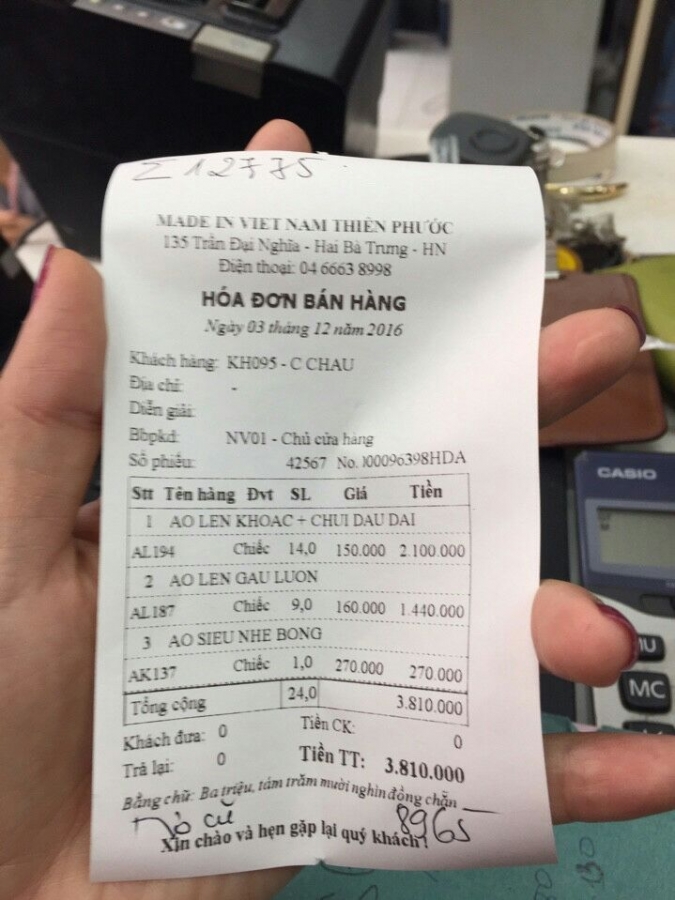 Σ 12775
MADE IN VIET NAM THIÊN PHƯỚC
135 Trần Đại Nghĩa - Hai Bà Trưng - HN
Điện thoại: 04 6663 8998
HÓA ĐƠN BÁN HÀNG
Ngày 03 tháng 12 năm 2016
Khách hàng: KH095 - C CHAU
Địa chỉ: -
Diễn giải:
Bbpkd: NV01 - Chủ cửa hàng
Số phiếu: 42567 No. 00096398HDA
Stt Tên hàng Đvt SL Giá Tiền
1 AO LEN KHOAC + CHUI DAU DAI
AL194 Chiếc 14,0 150.000 2.100.000
2 AO LEN GAU LUON
AL187 Chiếc 9,0 160.000 1.440.000
3 AO SIEU NHE BONG
AK137 Chiếc 1,0 270.000 270.000
Tổng cộng 24,0 3.810.000
Khách đưa: 0 Tiền CK: 0
Trả lại: 0 Tiền TT: 3.810.000
Bằng chữ: Ba triệu, tám trăm mười nghìn đồng chẵn
Nò cũ 8965
Xin chào và hẹn gặp lại quý khách!
CASIO
MU
MC
130